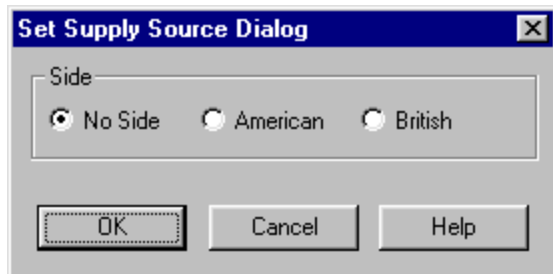 Set Supply Source Dialog
Side
No Side American British
OK Cancel Help